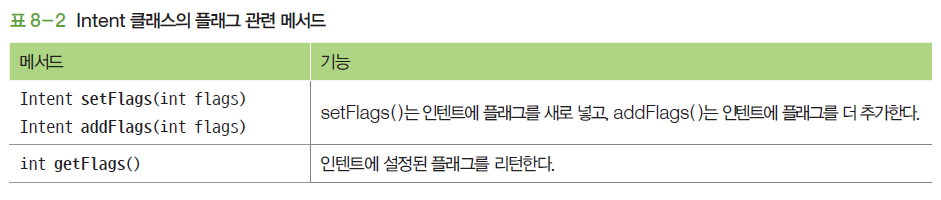 표 8-2 Intent 클래스의 플래그 관련 메서드
메서드 기능
Intent setFlags(int flags)
Intent addFlags(int flags)
setFlags()는 인텐트에 플래그를 새로 넣고, addFlags()는 인텐트에 플래그를 더 추가한다.
int getFlags() 인텐트에 설정된 플래그를 리턴한다.